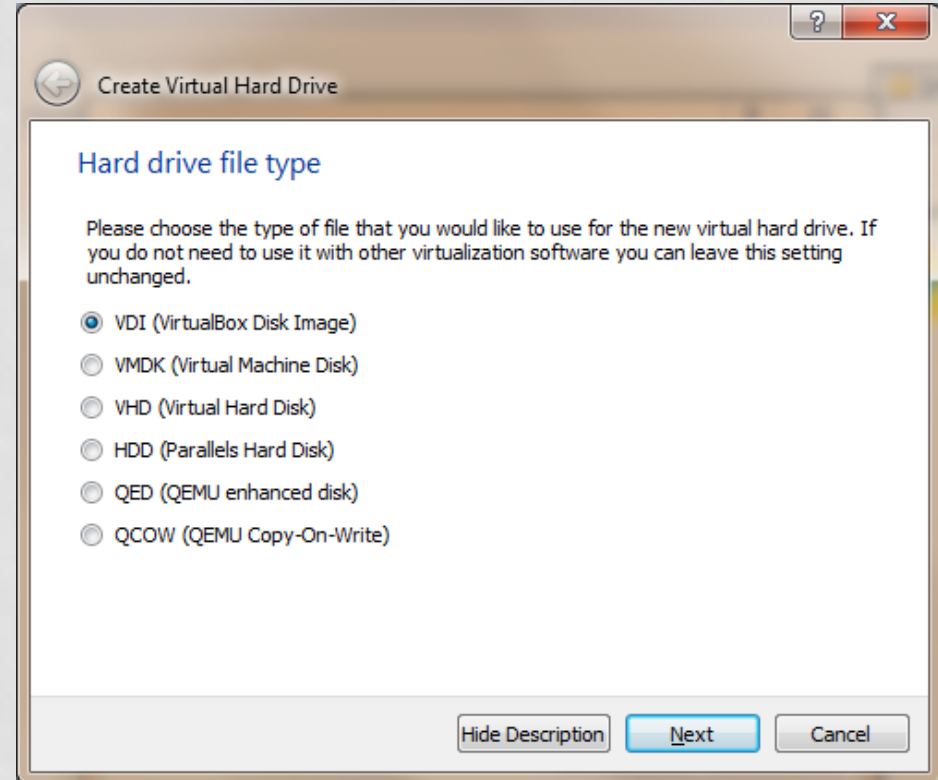 Create Virtual Hard Drive
Hard drive file type
Please choose the type of file that you would like to use for the new virtual hard drive. If
you do not need to use it with other virtualization software you can leave this setting
unchanged.
VDI (VirtualBox Disk Image)
VMDK (Virtual Machine Disk)
VHD (Virtual Hard Disk)
HDD (Parallels Hard Disk)
QED (QEMU enhanced disk)
QCOW (QEMU Copy-On-Write)
Hide Description Next Cancel